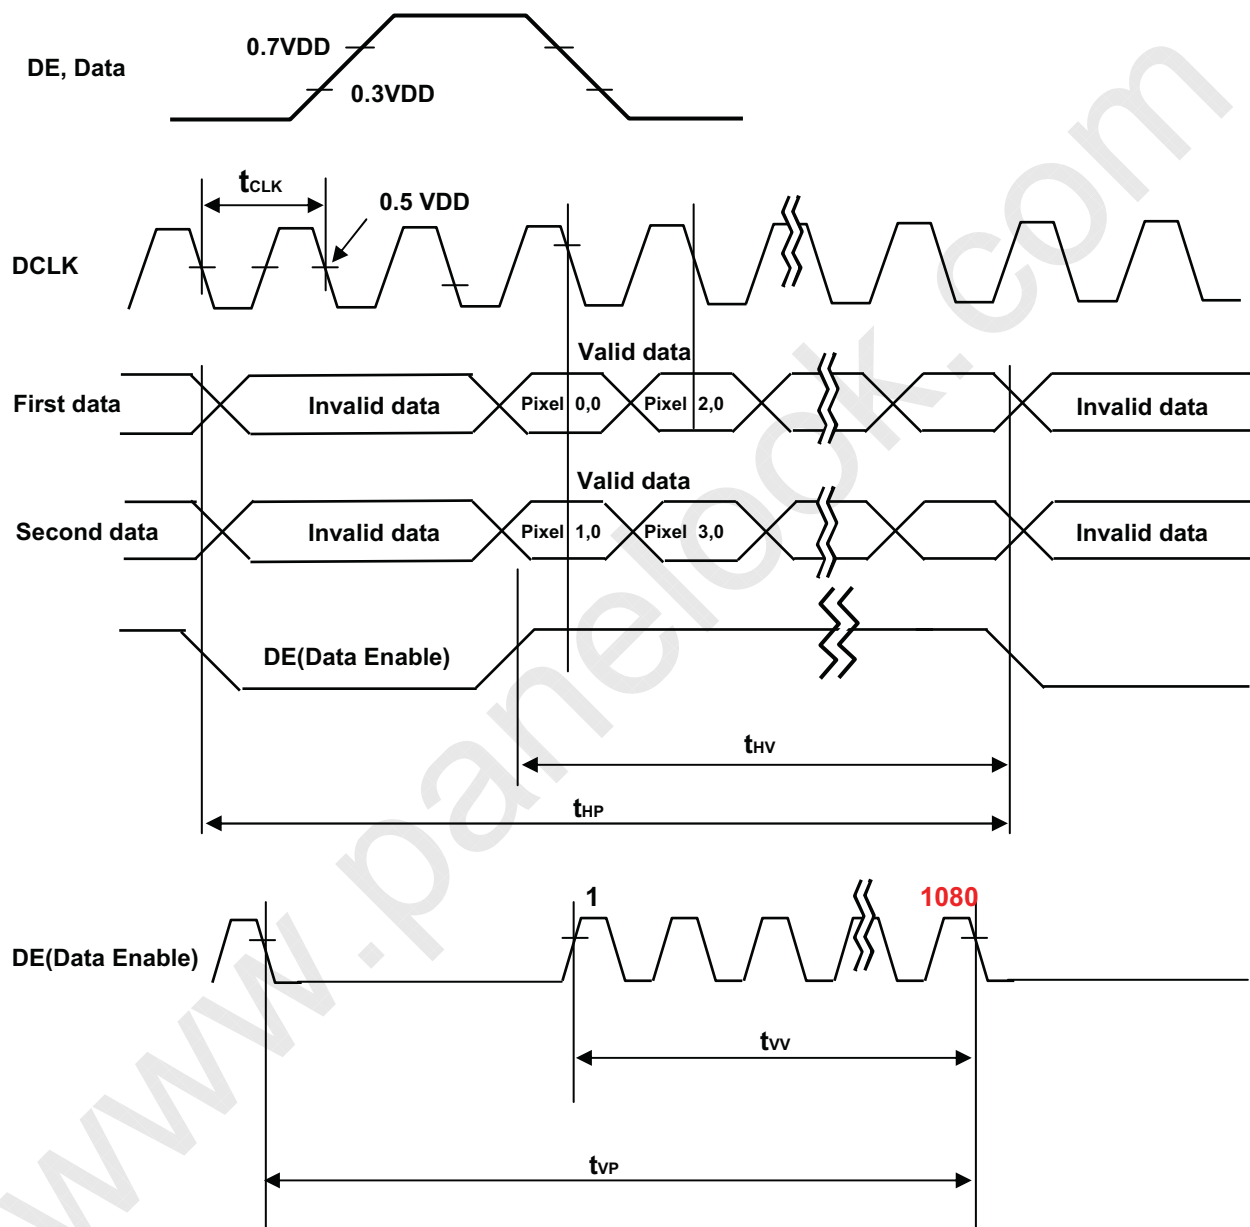 0.7VDD
DE, Data
0.3VDD
tCLK
0.5 VDD
DCLK
Valid data
First data
Invalid data
Pixel 0,0
Pixel 2,0
Invalid data
Valid data
Second data
Invalid data
Pixel 1,0
Pixel 3,0
Invalid data
DE(Data Enable)
tHV
tHP
1
1080
DE(Data Enable)
tVV
tVP
www.panelook.com